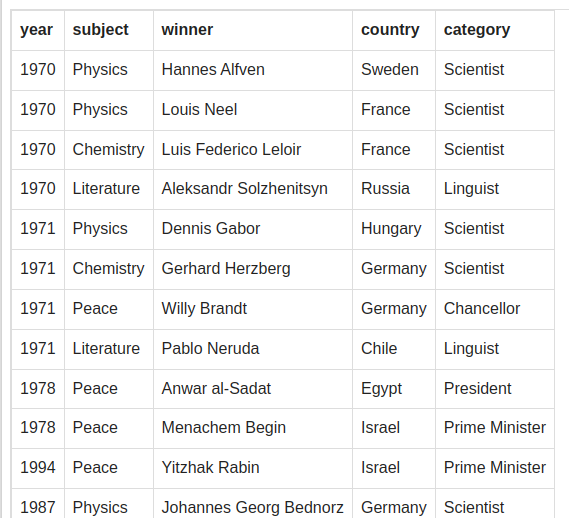 year subject winner country category
1970 Physics Hannes Alfven Sweden Scientist
1970 Physics Louis Neel France Scientist
1970 Chemistry Luis Federico Leloir France Scientist
1970 Literature Aleksandr Solzhenitsyn Russia Linguist
1971 Physics Dennis Gabor Hungary Scientist
1971 Chemistry Gerhard Herzberg Germany Scientist
1971 Peace Willy Brandt Germany Chancellor
1971 Literature Pablo Neruda Chile Linguist
1978 Peace Anwar al-Sadat Egypt President
1978 Peace Menachem Begin Israel Prime Minister
1994 Peace Yitzhak Rabin Israel Prime Minister
1987 Physics Johannes Georg Bednorz Germany Scientist